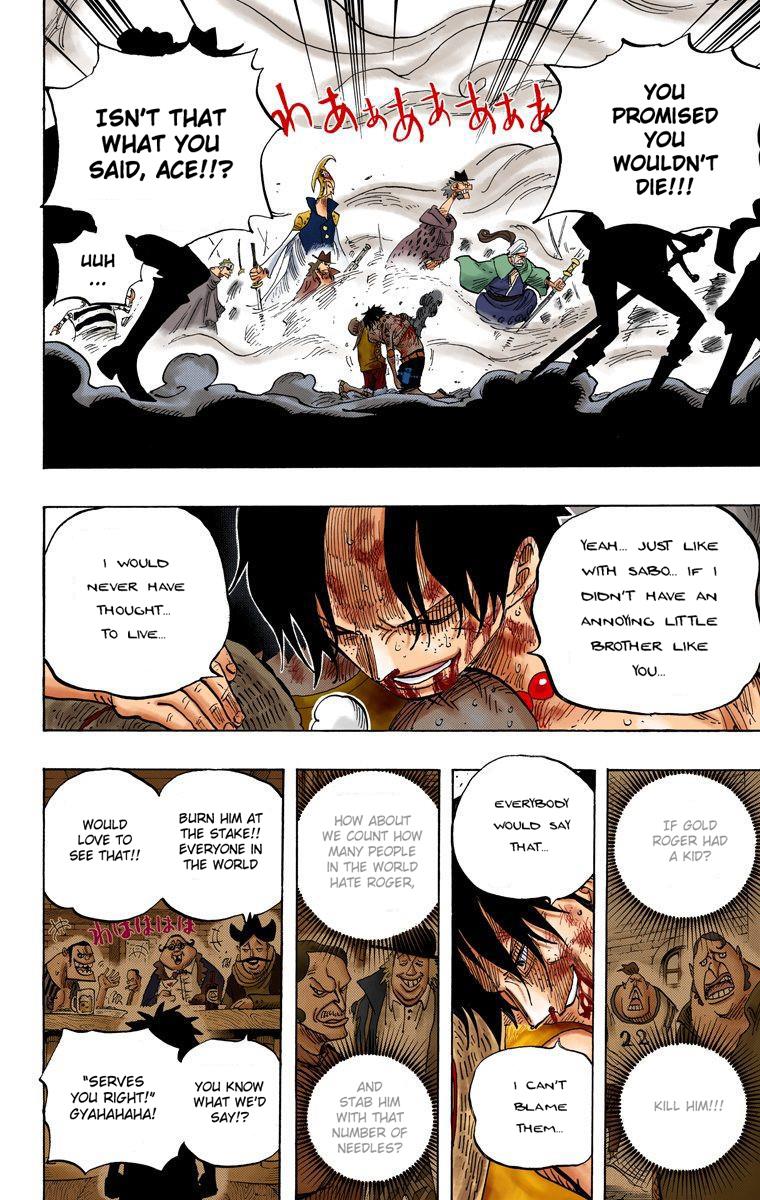 YOU
PROMISED
YOU
WOULDN'T
DIE!!!
わあぁあぁあぁあ
ISN'T THAT
WHAT YOU
SAID, ACE!!?
UUH
...
YEAH... JUST LIKE
WITH SABO... IF I
DIDN'T HAVE AN
ANNOYING LITTLE
BROTHER LIKE
YOU...
I WOULD
NEVER HAVE
THOUGHT...
TO LIVE...
IF GOLD
ROGER HAD
A KID?
KILL HIM!!!
EVERYBODY
WOULD SAY
THAT...
I CAN'T
BLAME
THEM...
HOW ABOUT
WE COUNT HOW
MANY PEOPLE
IN THE WORLD
HATE ROGER,
AND
STAB HIM
WITH THAT
NUMBER OF
NEEDLES?
BURN HIM AT
THE STAKE!!
EVERYONE IN
THE WORLD
WOULD
LOVE TO
SEE THAT!!
わはははは
YOU KNOW
WHAT WE'D
SAY!?
"SERVES
YOU RIGHT!"
GYAHAHAHA!